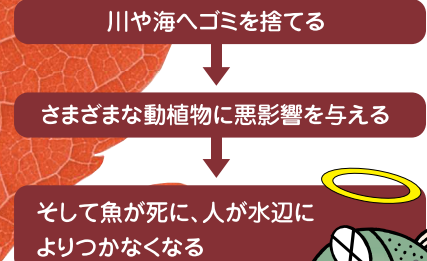 川や海へゴミを捨てる
さまざまな動植物に悪影響を与える
そして魚が死に、人が水辺に
よりつかなくなる